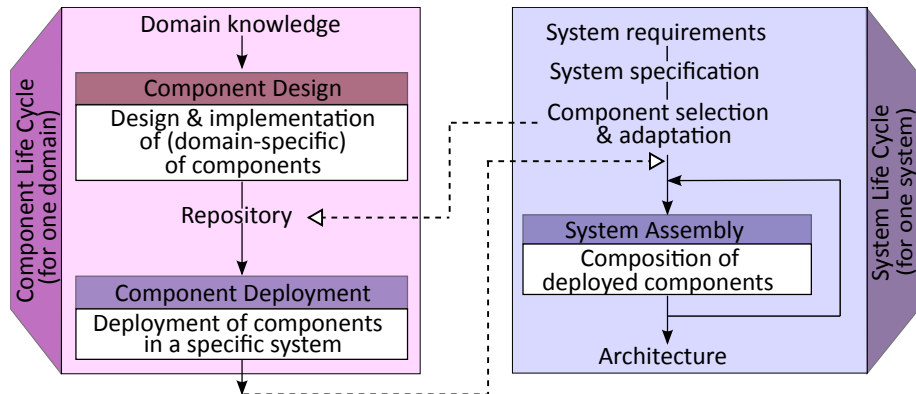 Component Life Cycle
(for one domain)
Domain knowledge
Component Design
Design & implementation
of (domain-specific)
of components
Repository
Component Deployment
Deployment of components
in a specific system
System requirements
System specification
Component selection
& adaptation
System Assembly
Composition of
deployed components
Architecture
System Life Cycle
(for one system)